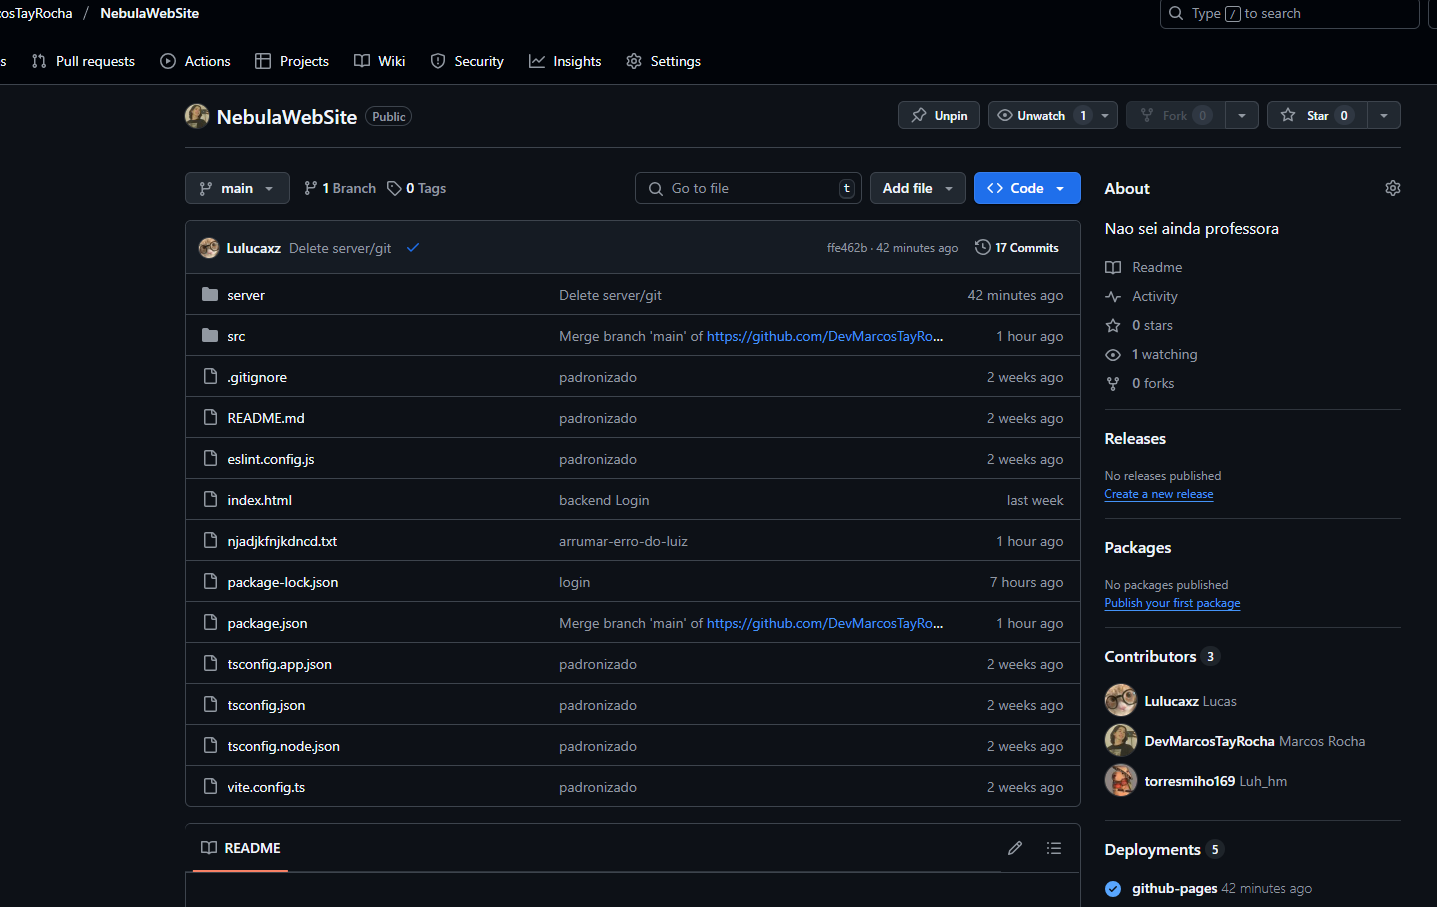 osTayRocha / NebulaWebSite
Type / to search
s Pull requests Actions Projects Wiki Security Insights Settings
NebulaWebSite Public
Unpin Unwatch 1 Fork 0 Star 0
main 1 Branch 0 Tags Go to file t Add file Code
Lulucaxz Delete server/git ffe462b · 42 minutes ago 17 Commits
server Delete server/git 42 minutes ago
src Merge branch 'main' of https://github.com/DevMarcosTayRo... 1 hour ago
.gitignore padronizado 2 weeks ago
README.md padronizado 2 weeks ago
eslint.config.js padronizado 2 weeks ago
index.html backend Login last week
njadjkfnjkdncd.txt arrumar-erro-do-luiz 1 hour ago
package-lock.json login 7 hours ago
package.json Merge branch 'main' of https://github.com/DevMarcosTayRo... 1 hour ago
tsconfig.app.json padronizado 2 weeks ago
tsconfig.json padronizado 2 weeks ago
tsconfig.node.json padronizado 2 weeks ago
vite.config.ts padronizado 2 weeks ago
README
About
Nao sei ainda professora
Readme
Activity
0 stars
1 watching
0 forks
Releases
No releases published
Create a new release
Packages
No packages published
Publish your first package
Contributors 3
Lulucaxz Lucas
DevMarcosTayRocha Marcos Rocha
torresmiho169 Luh_hm
Deployments 5
github-pages 42 minutes ago